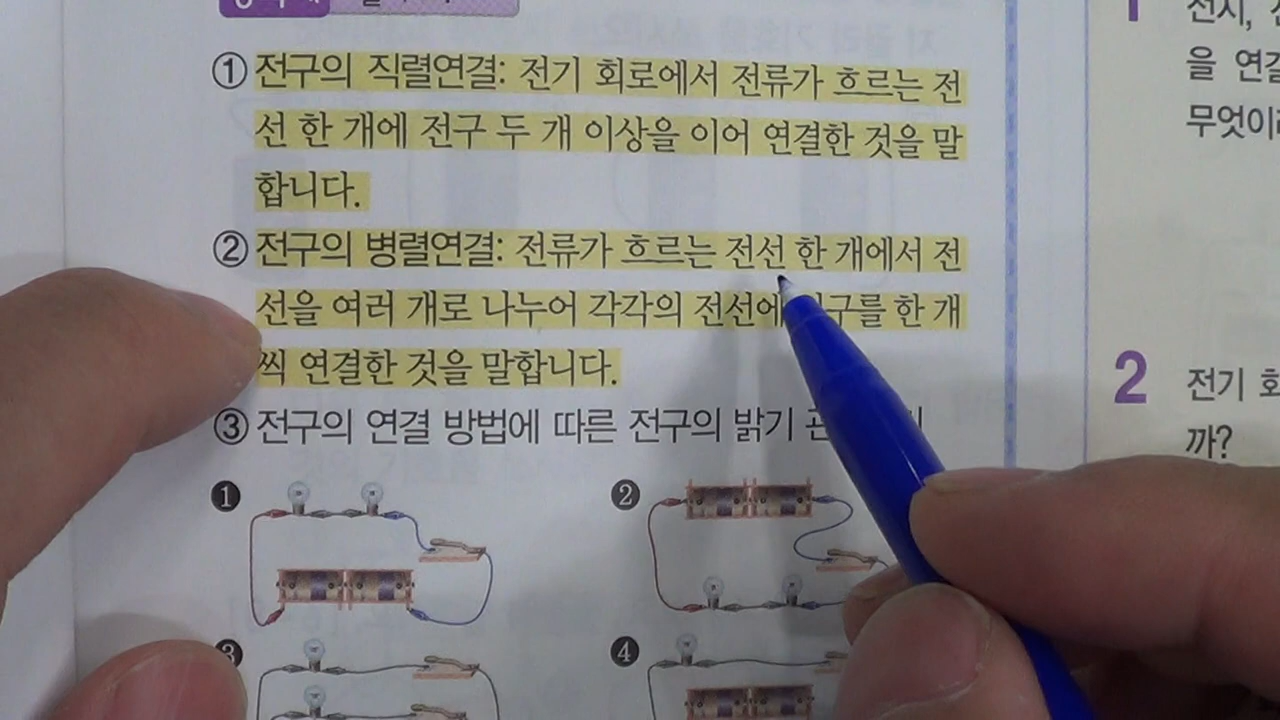 ① 전구의 직렬연결: 전기 회로에서 전류가 흐르는 전
선 한 개에 전구 두 개 이상을 이어 연결한 것을 말
합니다.
② 전구의 병렬연결: 전류가 흐르는 전선 한 개에서 전
선을 여러 개로 나누어 각각의 전선에 한 개
씩 연결한 것을 말합니다.
③ 전구의 연결 방법에 따른 전구의 밝기
❶
❷
❸
❹
1
전지,
을
무엇이
2 전기
까?